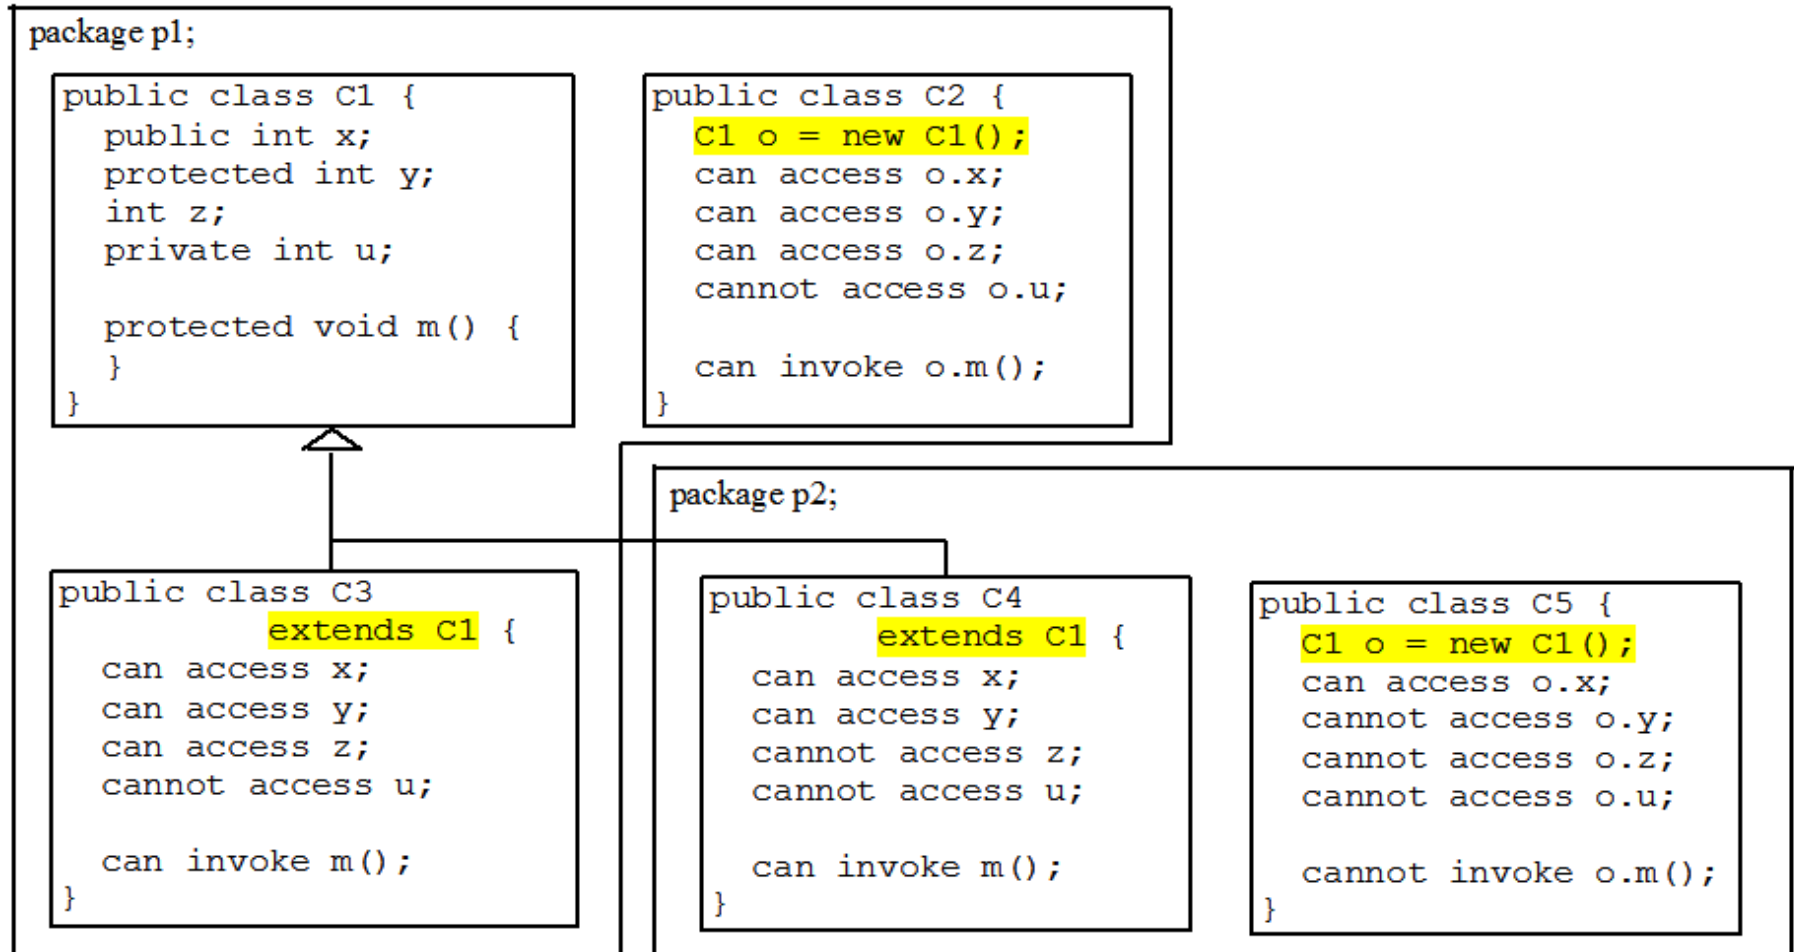 package p1;
public class C1 {
public int x;
protected int y;
int z;
private int u;
protected void m() {
}
}
public class C2 {
C1 o = new C1();
can access o.x;
can access o.y;
can access o.z;
cannot access o.u;
can invoke o.m();
}
public class C3
extends C1 {
can access x;
can access y;
can access z;
cannot access u;
can invoke m();
}
package p2;
public class C4
extends C1 {
can access x;
can access y;
cannot access z;
cannot access u;
can invoke m();
}
public class C5 {
C1 o = new C1();
can access o.x;
cannot access o.y;
cannot access o.z;
cannot access o.u;
cannot invoke o.m();
}